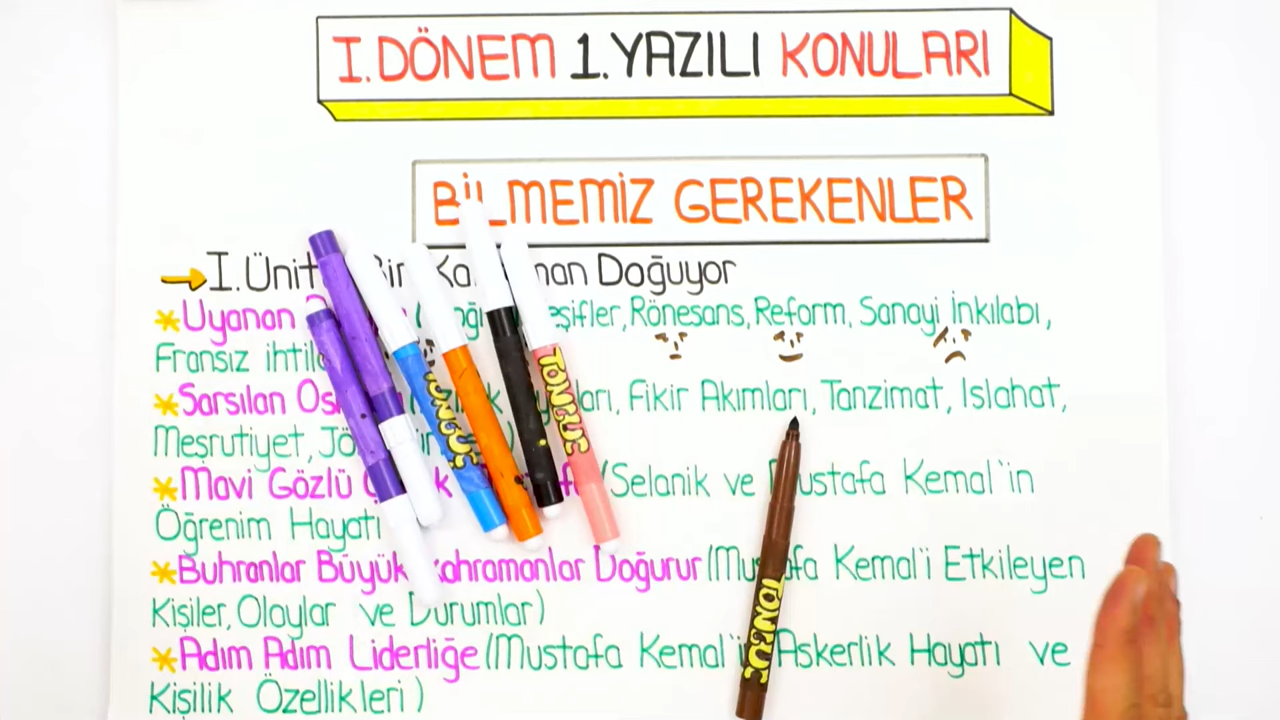 I. DÖNEM 1. YAZILI KONULARI
BİLMEMİZ GEREKENLER
I. Ünit Doğuyor
*Uyanan eşifler, Rönesans, Reform, Sanayi İnkılabı,
Fransız
*Sarsılan Fikir Akımları, Tanzimat, Islahat,
Meşrutiyet,
*Mavi Gözlü (Selanik ve Mustafa Kemal'in
Öğrenim Hayatı
*Buhranlar Büyük Kahramanlar Doğurur (Mustafa Kemal'i Etkileyen
Kişiler, Olaylar ve Durumlar)
*Adım Adım Liderliğe (Mustafa Kemal'in Askerlik Hayatı ve
Kişilik Özellikleri)
TONGUÇ
TONGUÇ
TONGUÇ